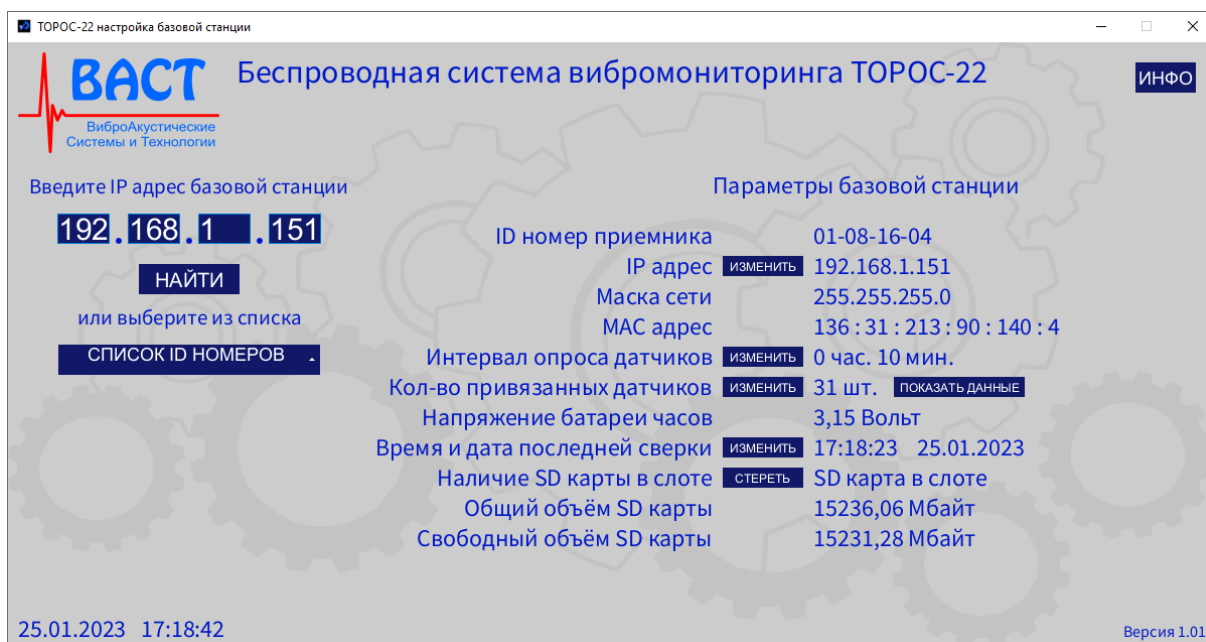 ТОРОС-22 настройка базовой станции
ВАСТ
ВиброАкустические
Системы и Технологии
Беспроводная система вибромониторинга ТОРОС-22
ИНФО
Введите IP адрес базовой станции
192.168.1.151
НАЙТИ
или выберите из списка
СПИСОК ID НОМЕРОВ
Параметры базовой станции
ID номер приемника 01-08-16-04
IP адрес ИЗМЕНИТЬ 192.168.1.151
Маска сети 255.255.255.0
MAC адрес 136 : 31 : 213 : 90 : 140 : 4
Интервал опроса датчиков ИЗМЕНИТЬ 0 час. 10 мин.
Кол-во привязанных датчиков ИЗМЕНИТЬ 31 шт. ПОКАЗАТЬ ДАННЫЕ
Напряжение батареи часов 3,15 Вольт
Время и дата последней сверки ИЗМЕНИТЬ 17:18:23 25.01.2023
Наличие SD карты в слоте СТЕРЕТЬ SD карта в слоте
Общий объём SD карты 15236,06 Мбайт
Свободный объём SD карты 15231,28 Мбайт
25.01.2023 17:18:42
Версия 1.01